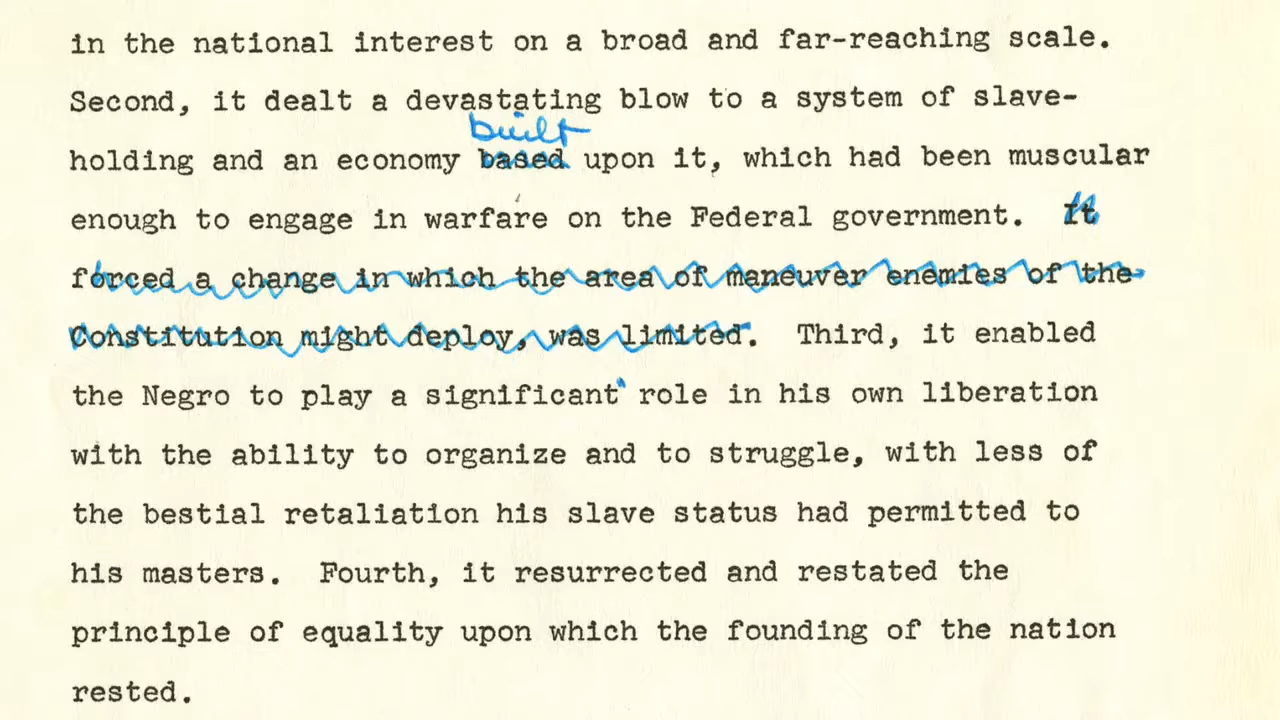 in the national interest on a broad and far-reaching scale.
Second, it dealt a devastating blow to a system of slave-
built
holding and an economy based upon it, which had been muscular
enough to engage in warfare on the Federal government. It
forced a change in which the area of maneuver enemies of the
Constitution might deploy, was limited. Third, it enabled
the Negro to play a significant role in his own liberation
with the ability to organize and to struggle, with less of
the bestial retaliation his slave status had permitted to
his masters. Fourth, it resurrected and restated the
principle of equality upon which the founding of the nation
rested.